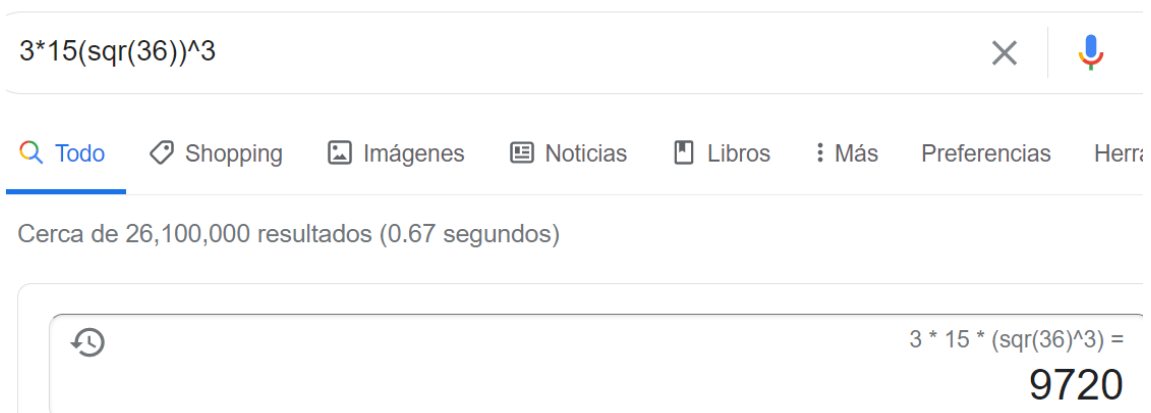 3*15(sqr(36))^3
Todo Shopping Imágenes Noticias Libros Más Preferencias Herra
Cerca de 26,100,000 resultados (0.67 segundos)
3 * 15 * (sqr(36)^3) =
9720